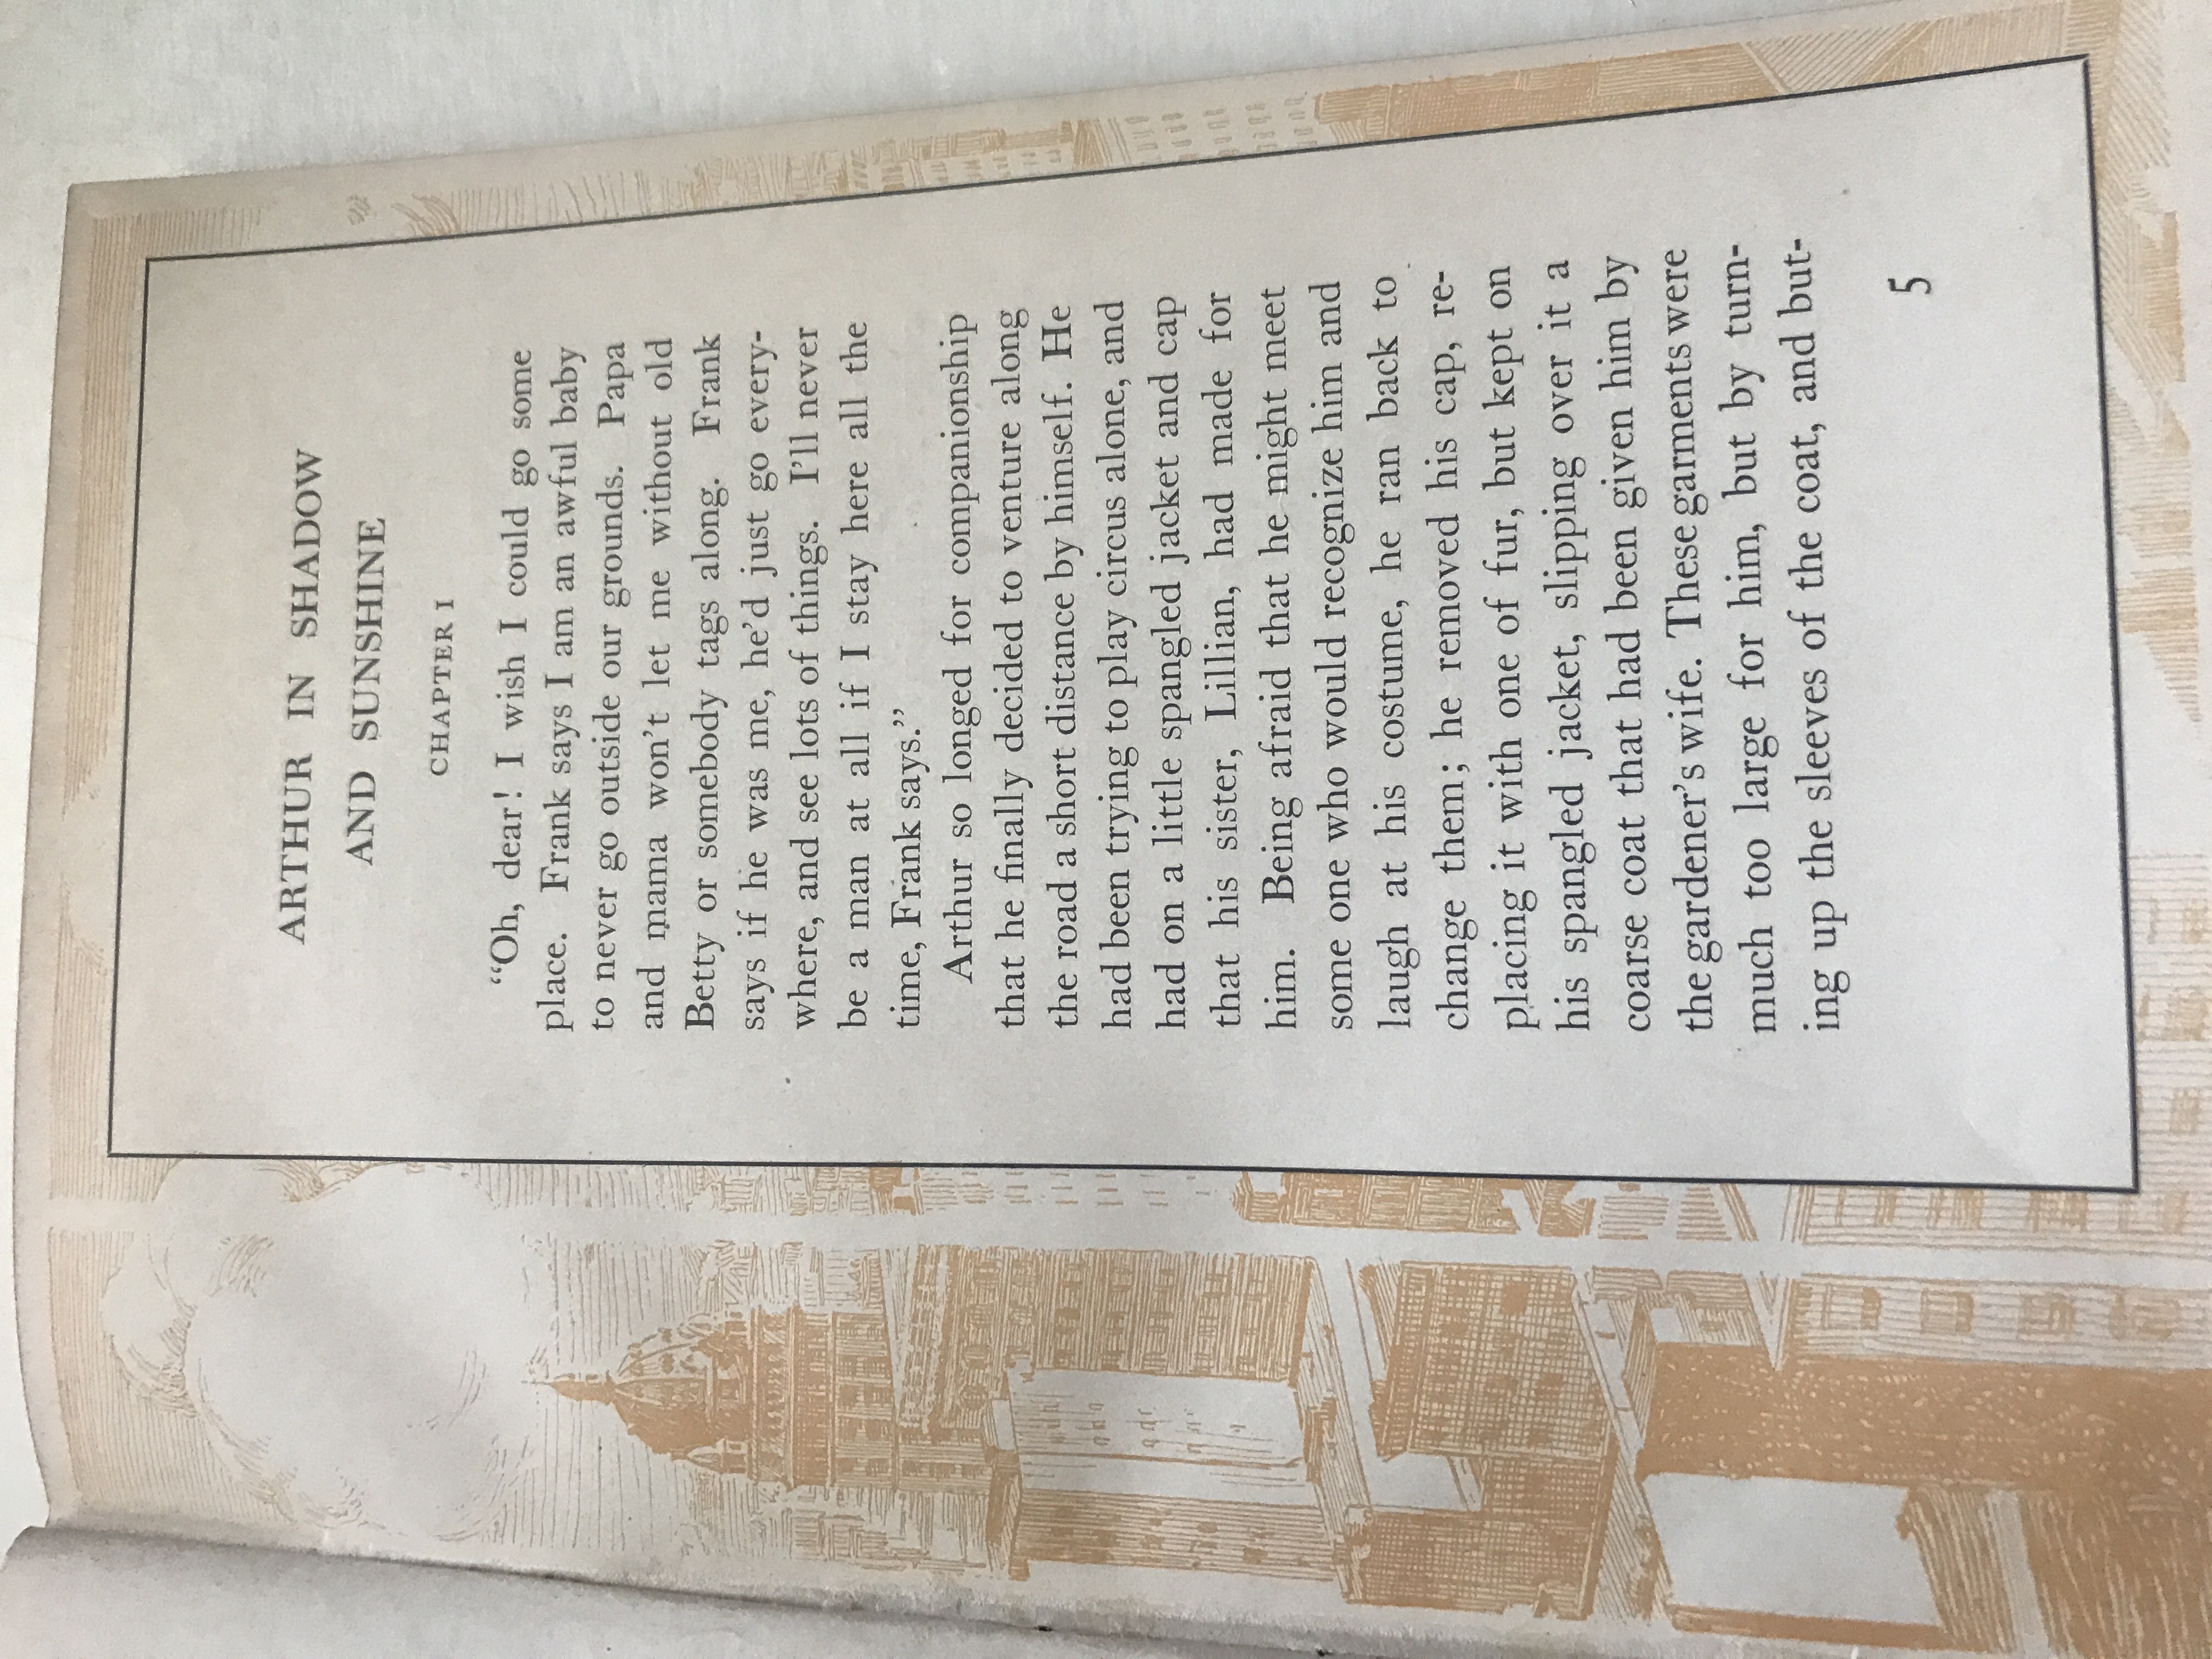 ARTHUR IN SHADOW
AND SUNSHINE
CHAPTER I
“Oh, dear! I wish I could go some
place. Frank says I am an awful baby
to never go outside our grounds. Papa
and mama won’t let me without old
Betty or somebody tags along. Frank
says if he was me, he’d just go every-
where, and see lots of things. I’ll never
be a man at all if I stay here all the
time, Frank says.”
Arthur so longed for companionship
that he finally decided to venture along
the road a short distance by himself. He
had been trying to play circus alone, and
had on a little spangled jacket and cap
that his sister, Lillian, had made for
him. Being afraid that he might meet
some one who would recognize him and
laugh at his costume, he ran back to
change them; he removed his cap, re-
placing it with one of fur, but kept on
his spangled jacket, slipping over it a
coarse coat that had been given him by
the gardener’s wife. These garments were
much too large for him, but by turn-
ing up the sleeves of the coat, and but-
5